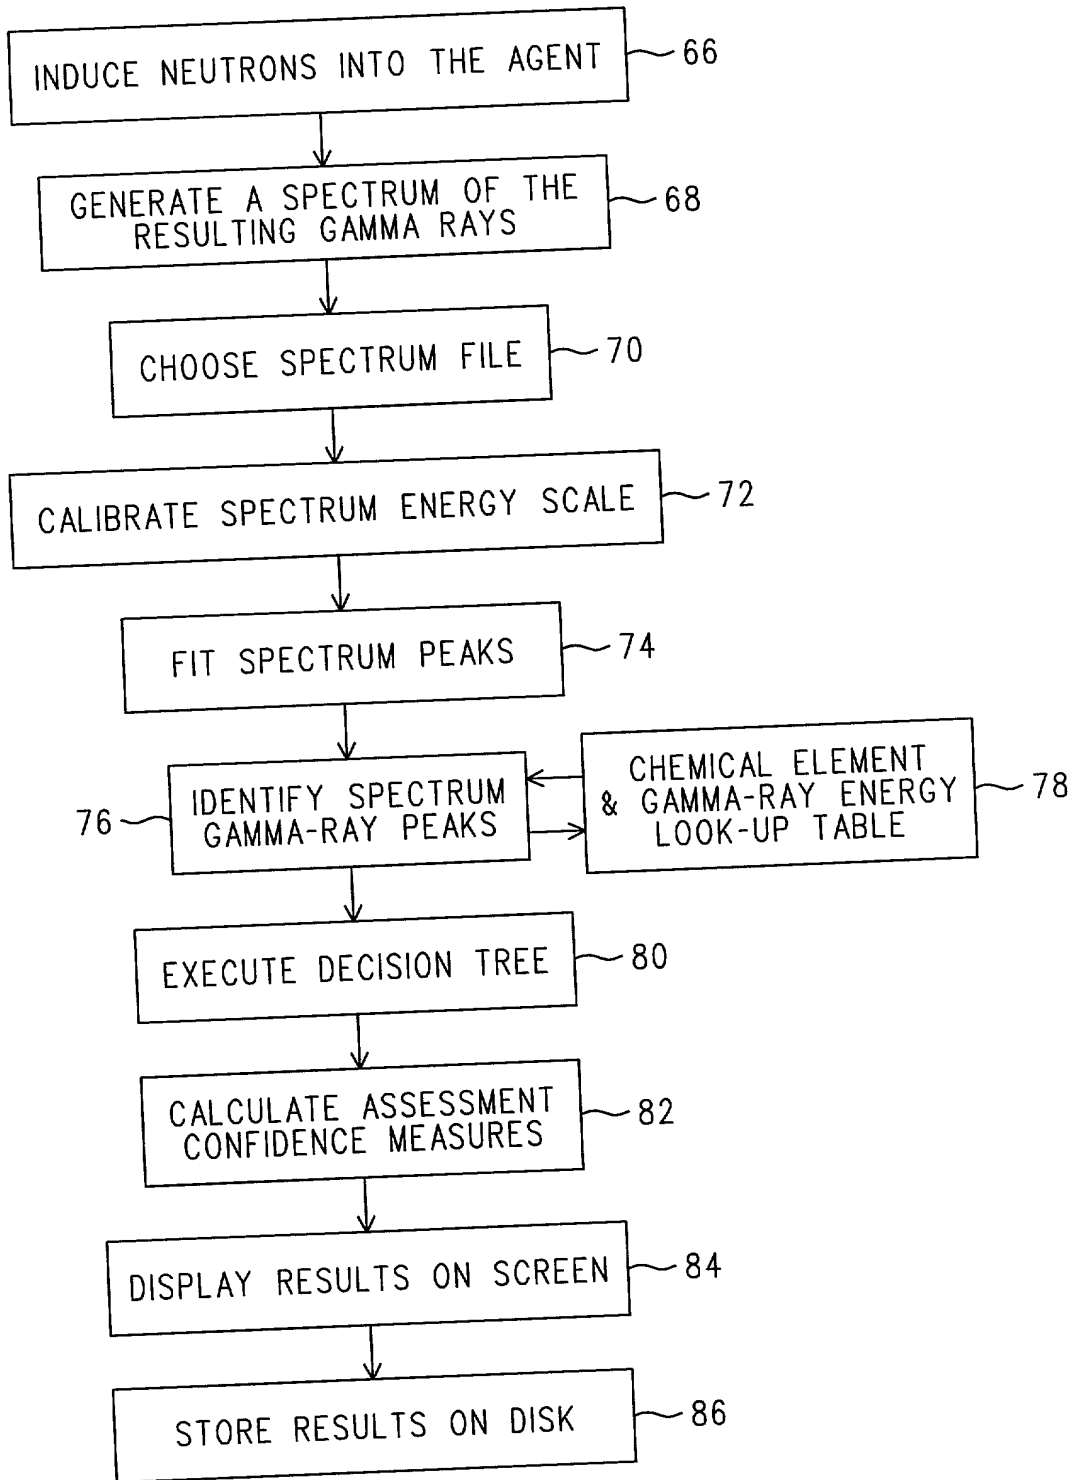 INDUCE NEUTRONS INTO THE AGENT
66
GENERATE A SPECTRUM OF THE
RESULTING GAMMA RAYS
68
CHOOSE SPECTRUM FILE
70
CALIBRATE SPECTRUM ENERGY SCALE
72
FIT SPECTRUM PEAKS
74
76
IDENTIFY SPECTRUM
GAMMA-RAY PEAKS
CHEMICAL ELEMENT
& GAMMA-RAY ENERGY
LOOK-UP TABLE
78
EXECUTE DECISION TREE
80
CALCULATE ASSESSMENT
CONFIDENCE MEASURES
82
DISPLAY RESULTS ON SCREEN
84
STORE RESULTS ON DISK
86